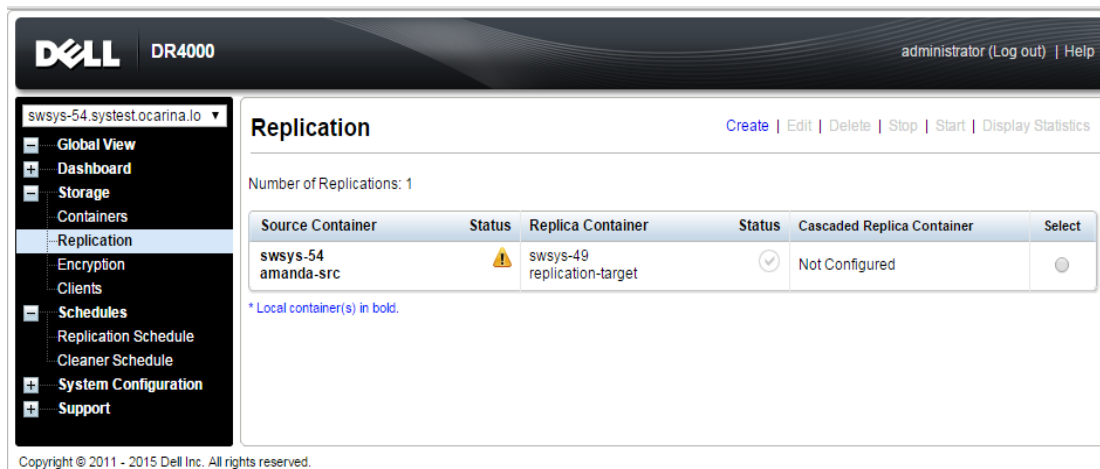 DELL DR4000 administrator (Log out) | Help
swsys-54.systest.ocarina.lo
Global View
Dashboard
Storage
Containers
Replication
Encryption
Clients
Schedules
Replication Schedule
Cleaner Schedule
System Configuration
Support
Replication Create | Edit | Delete | Stop | Start | Display Statistics
Number of Replications: 1
Source Container Status Replica Container Status Cascaded Replica Container Select
swsys-54 swsys-49
amanda-src replication-target Not Configured
* Local container(s) in bold.
Copyright © 2011 - 2015 Dell Inc. All rights reserved.